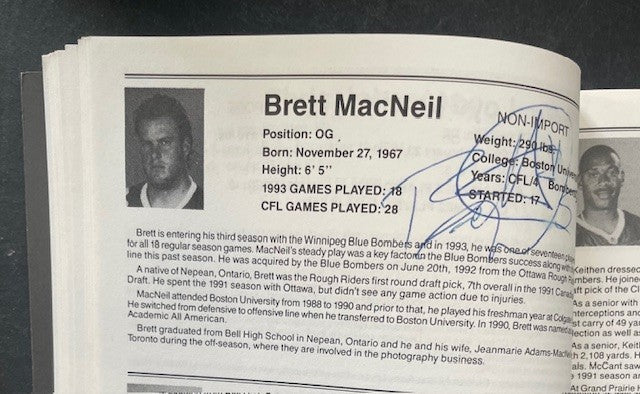 Brett MacNeil
NON-IMPORT
Position: OG
Weight: 290 lbs.
Born: November 27, 1967
College: Boston
Height: 6' 5''
Years: CFL/4
1993 GAMES PLAYED: 18
STARTED: 17
CFL GAMES PLAYED: 28
Brett is entering his third season with the Winnipeg Blue Bombers and in 1993, he was one of seventeen
for all 18 regular season games. MacNeil's steady play was a key factor in the Blue Bombers success along with
line this past season. He was acquired by the Blue Bombers on June 20th, 1992 from the Ottawa Rough
A native of Nepean, Ontario, Brett was the Rough Riders first round draft pick, 7th overall in the 1991
Draft. He spent the 1991 season with Ottawa, but didn't see any game action due to injuries.
MacNeil attended Boston University from 1988 to 1990 and prior to that, he played his freshman year at
He switched from defensive to offensive line when he transferred to Boston University. In 1990, Brett was named
Academic All American.
Brett graduated from Bell High School in Nepean, Ontario and he and his wife, Jeanmarie
Toronto during the off-season, where they are involved in the photography business.
Keithen dressed
He joined
pick of the
As a senior with
interceptions and
carry of 49
as well as
As a senior, Keith
2,108 yards. H
McCant saw
1991 season
At Grand Prairie